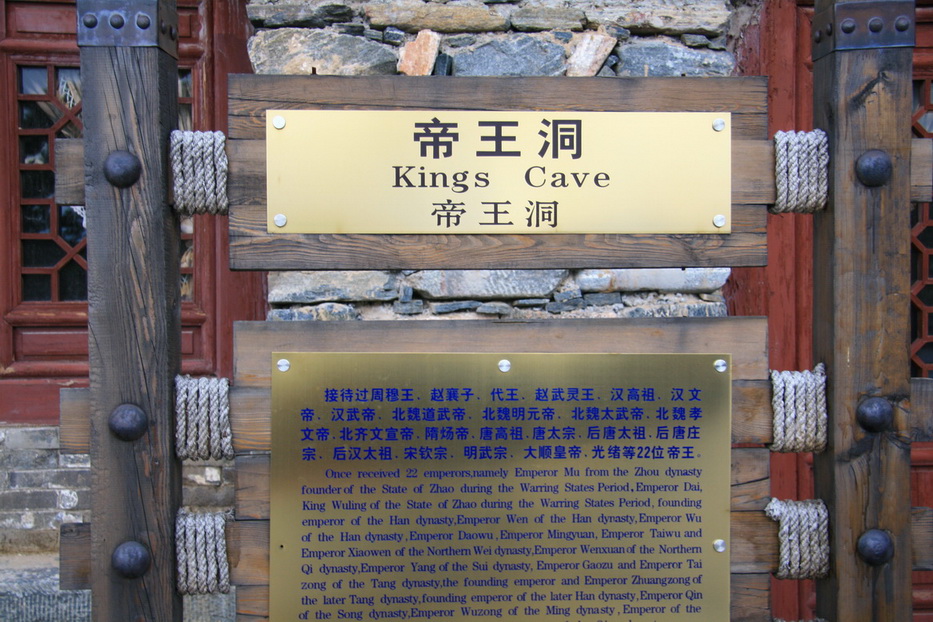 帝王洞
Kings Cave
帝王洞
接待过周穆王、赵襄子、代王、赵武灵王、汉高祖、汉文
帝、汉武帝、北魏道武帝、北魏明元帝、北魏太武帝、北魏孝
文帝、北齐文宣帝、隋炀帝、唐高祖、唐太宗、后唐太祖、后唐庄
宗、后汉太祖、宋钦宗、明武宗、大顺皇帝、光绪等22位帝王。
Once received 22 emperors,namely Emperor Mu from the Zhou dynasty
founder of the State of Zhao during the Warring States Period, Emperor Dai,
King Wuling of the State of Zhao during the Warring States Period, founding
emperor of the Han dynasty,Emperor Wen of the Han dynasty,Emperor Wu
of the Han dynasty, Emperor Daowu, Emperor Mingyuan, Emperor Taiwu and
Emperor Xiaowen of the Northern Wei dynasty,Emperor Wenxuan of the Northern
Qi dynasty,Emperor Yang of the Sui dynasty, Emperor Gaozu and Emperor Tai
zong of the Tang dynasty,the founding emperor and Emperor Zhuangzong of
the later Tang dynasty,founding emperor of the later Han dynasty,Emperor Qin
of the Song dynasty,Emperor Wuzong of the Ming dynasty, Emperor of the